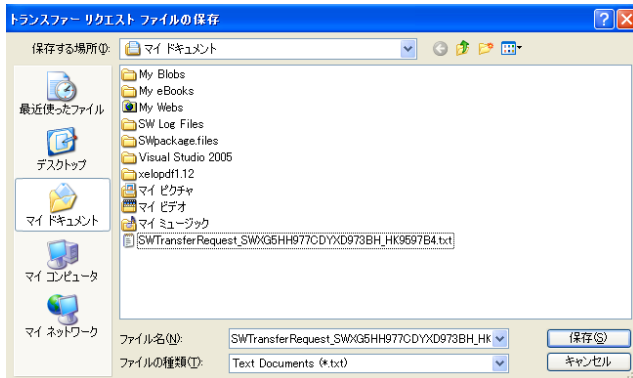 トランスファー リクエスト ファイルの保存
保存する場所(I):
マイ ドキュメント
最近使ったファイル
デスクトップ
マイ ドキュメント
マイ コンピュータ
マイ ネットワーク
My Blobs
My eBooks
My Webs
SW Log Files
SWpackage.files
Visual Studio 2005
xelopdf1.12
マイ ピクチャ
マイ ビデオ
マイ ミュージック
SWTransferRequest_SWXG5HH977CDYXD973BH_HK9597B4.txt
ファイル名(N):
SWTransferRequest_SWXG5HH977CDYXD973BH_HK
保存(S)
ファイルの種類(T):
Text Documents (*.txt)
キャンセル